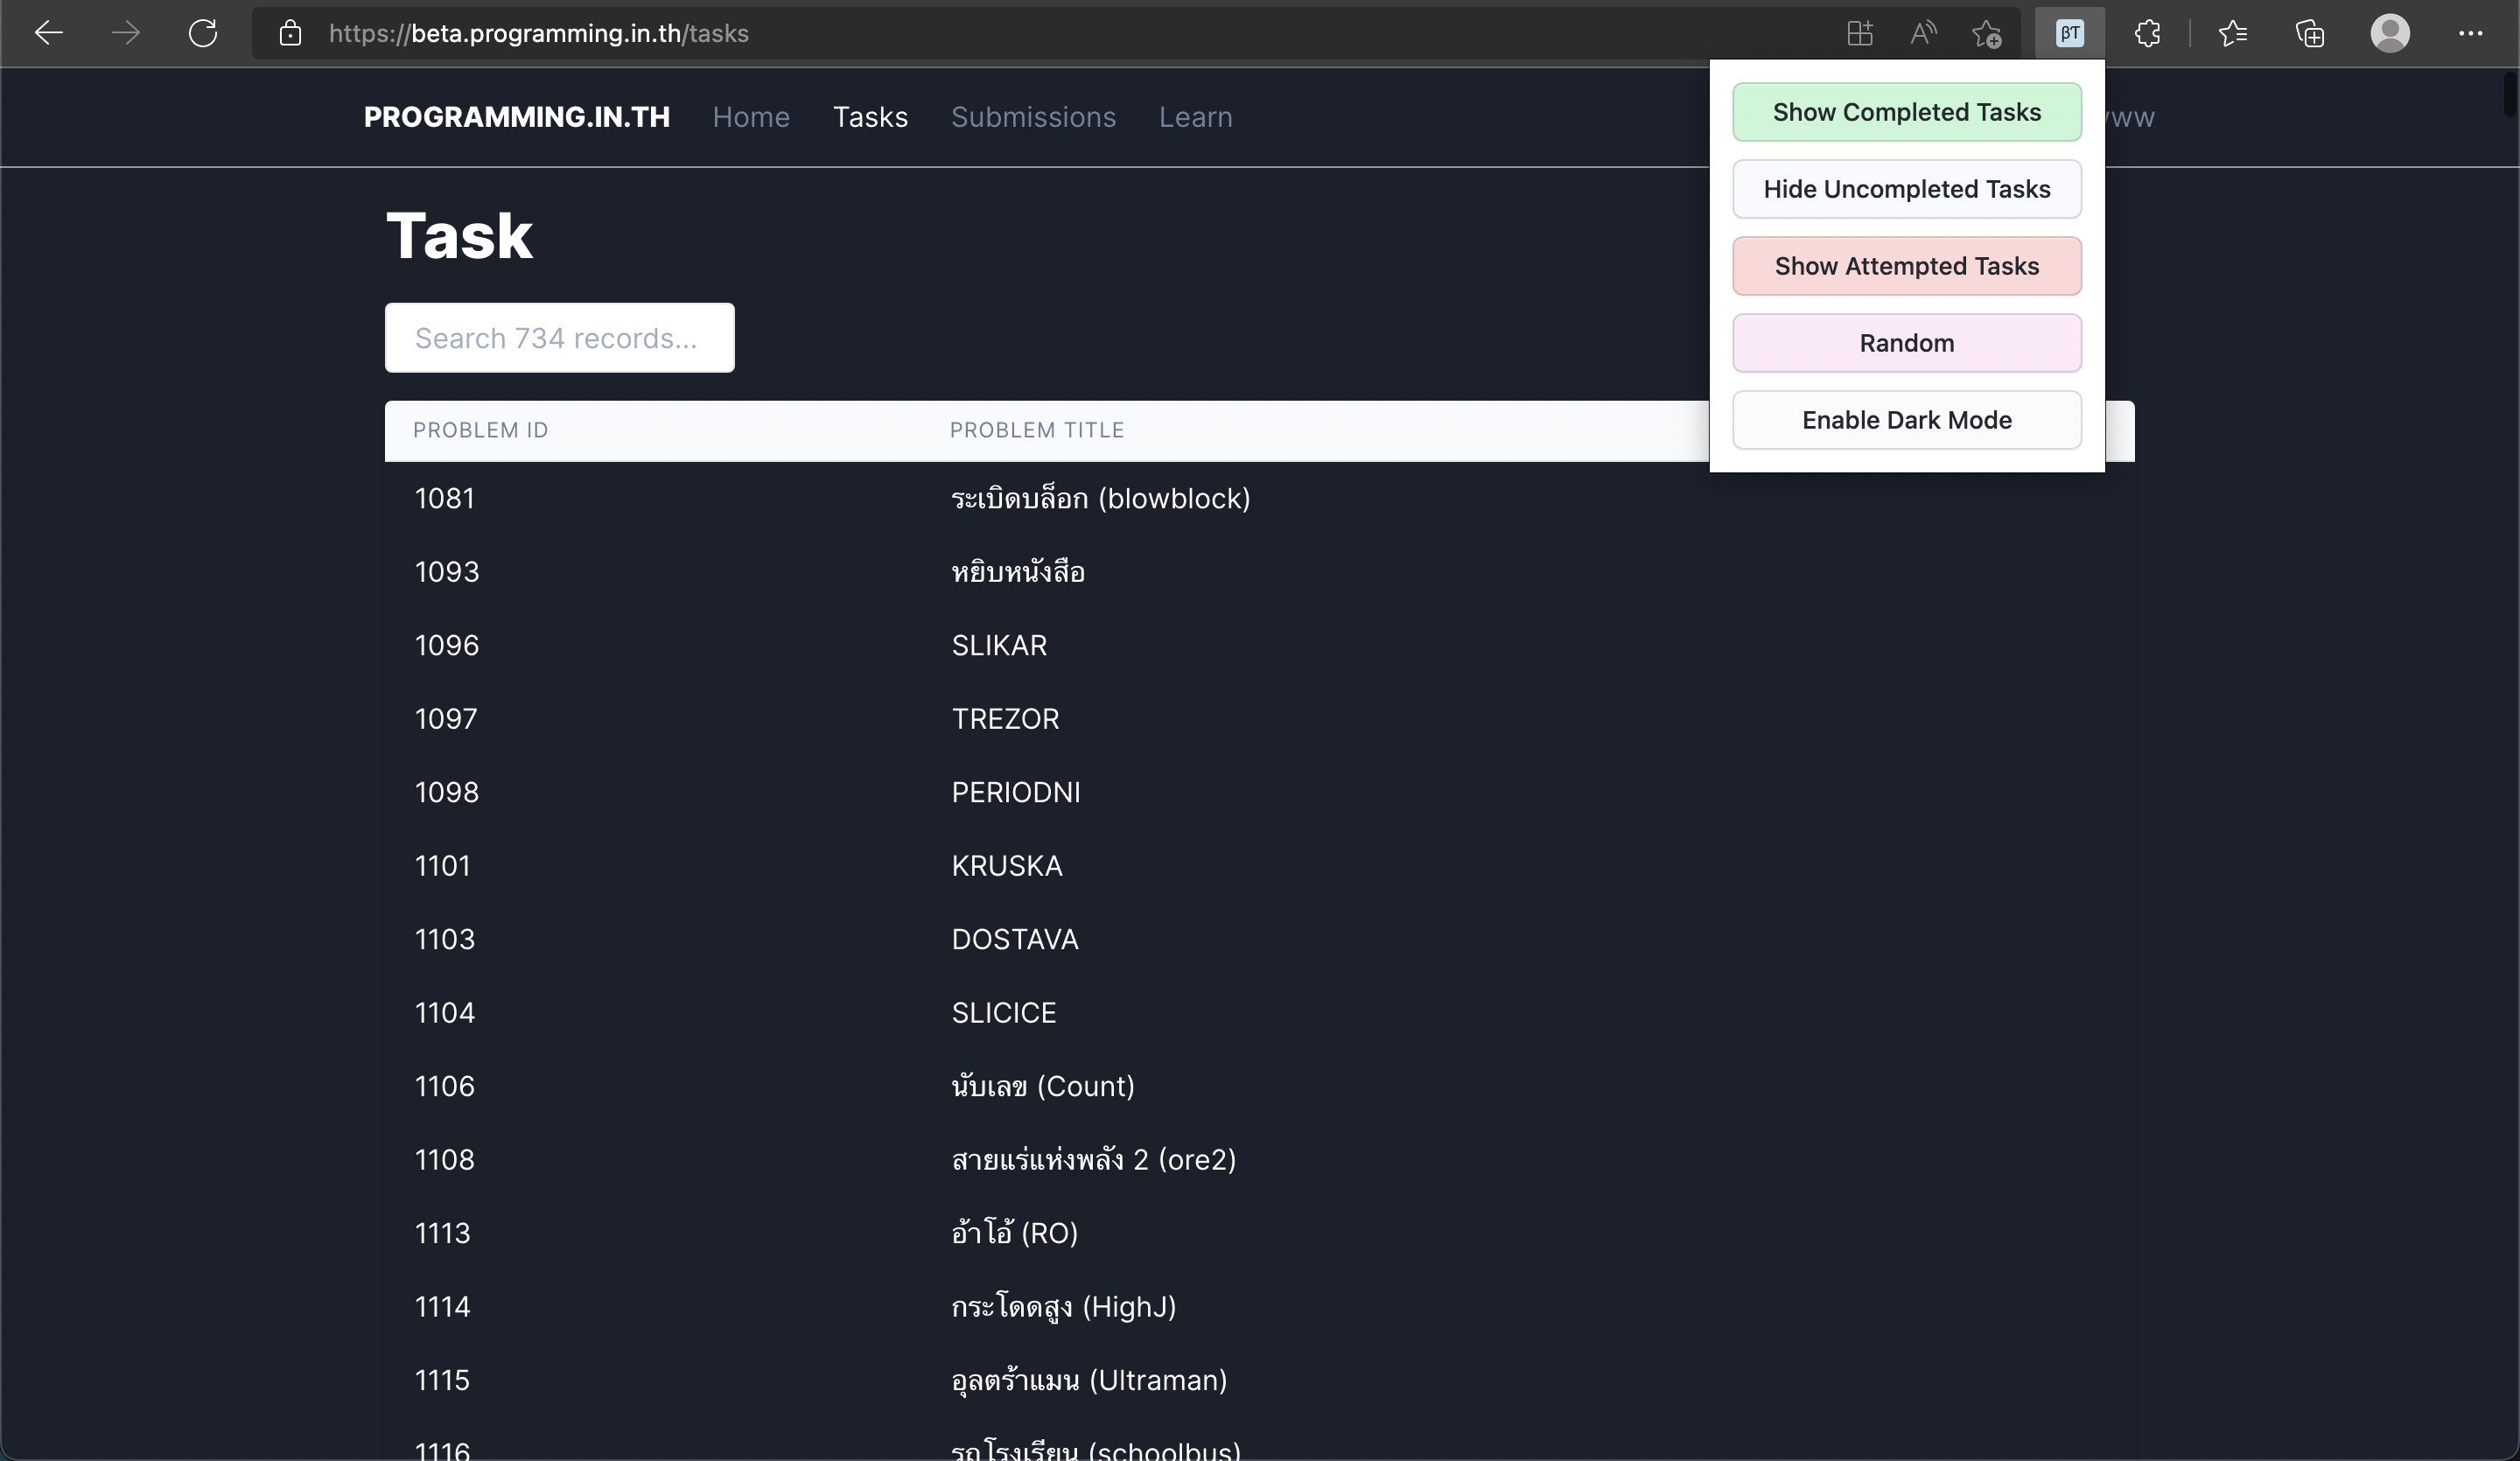 https://beta.programming.in.th/tasks
βT
PROGRAMMING.IN.TH Home Tasks Submissions Learn
Show Completed Tasks
Hide Uncompleted Tasks
Show Attempted Tasks
Random
Enable Dark Mode
Task
Search 734 records...
PROBLEM ID PROBLEM TITLE
1081 ระเบิดบล็อก (blowblock)
1093 หยิบหนังสือ
1096 SLIKAR
1097 TREZOR
1098 PERIODNI
1101 KRUSKA
1103 DOSTAVA
1104 SLICICE
1106 นับเลข (Count)
1108 สายแร่แห่งพลัง 2 (ore2)
1113 อ้าโอ้ (RO)
1114 กระโดดสูง (HighJ)
1115 อุลตร้าแมน (Ultraman)
1116 รถโรงเรียน (schoolbus)